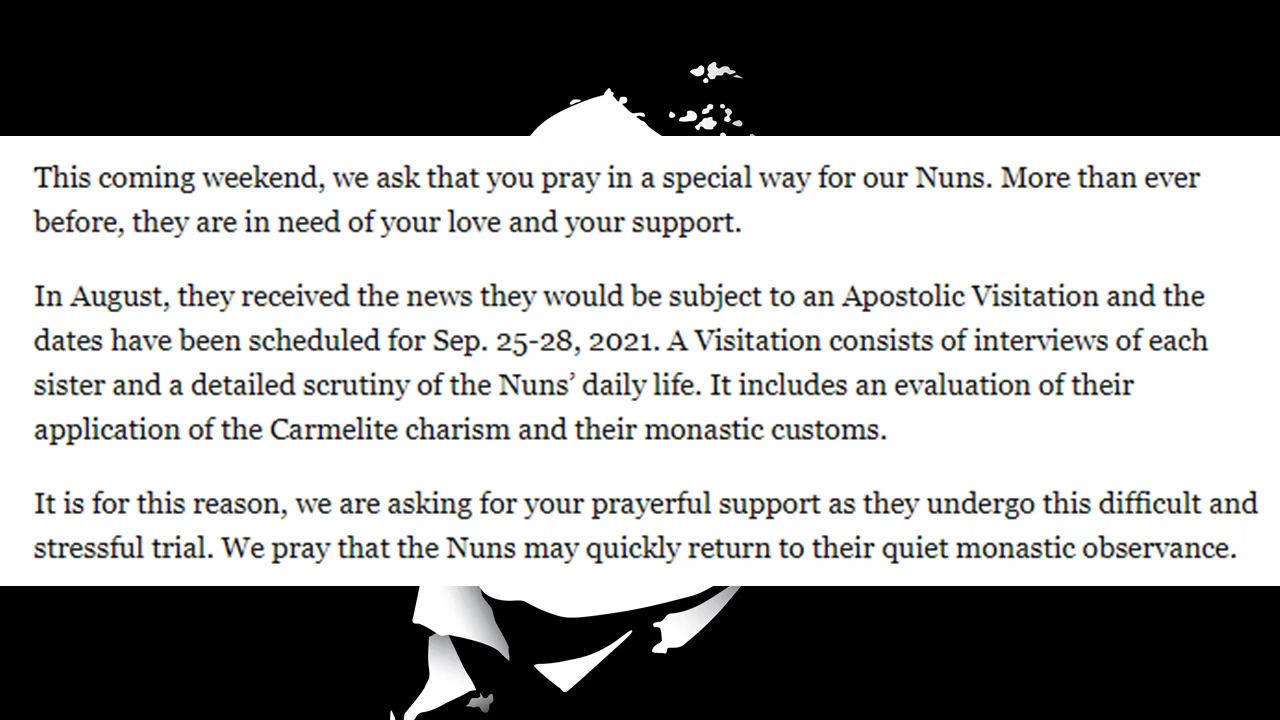 This coming weekend, we ask that you pray in a special way for our Nuns. More than ever
before, they are in need of your love and your support.
In August, they received the news they would be subject to an Apostolic Visitation and the
dates have been scheduled for Sep. 25-28, 2021. A Visitation consists of interviews of each
sister and a detailed scrutiny of the Nuns’ daily life. It includes an evaluation of their
application of the Carmelite charism and their monastic customs.
It is for this reason, we are asking for your prayerful support as they undergo this difficult and
stressful trial. We pray that the Nuns may quickly return to their quiet monastic observance.